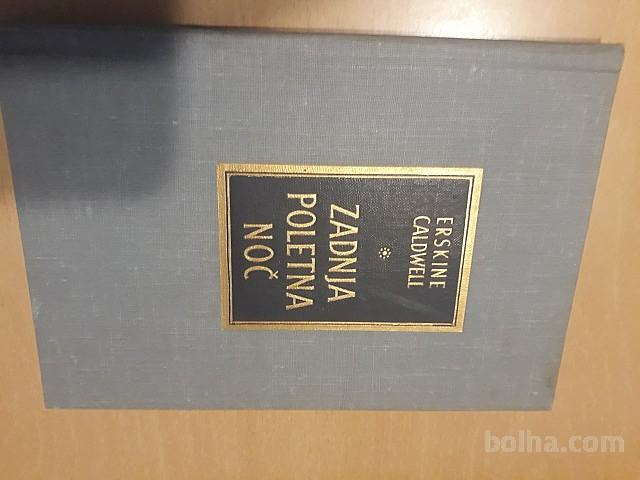 ERSKINE
CALDWELL
ZADNJA
POLETNA
NOČ
bolha.com